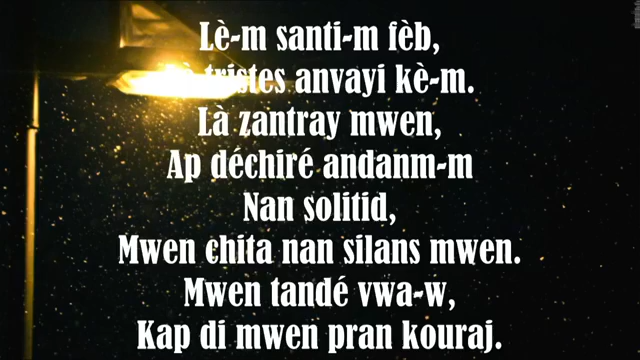 Lè-m santi-m fèb,
tristes anvayi kè-m.
Là zantray mwen,
Ap déchiré andanm-m
Nan solitid,
Mwen chita nan silans mwen.
Mwen tandé vwa-w,
Kap di mwen pran kouraj.